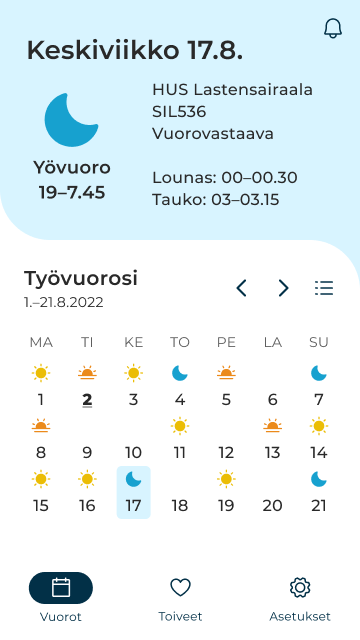 Keskiviikko 17.8.
Yövuoro
19–7.45
HUS Lastensairaala
SIL536
Vuorovastaava
Lounas: 00–00.30
Tauko: 03–03.15
Työvuorosi
1.–21.8.2022
MA TI KE TO PE LA SU
1 2 3 4 5 6 7
8 9 10 11 12 13 14
15 16 17 18 19 20 21
Vuorot Toiveet Asetukset